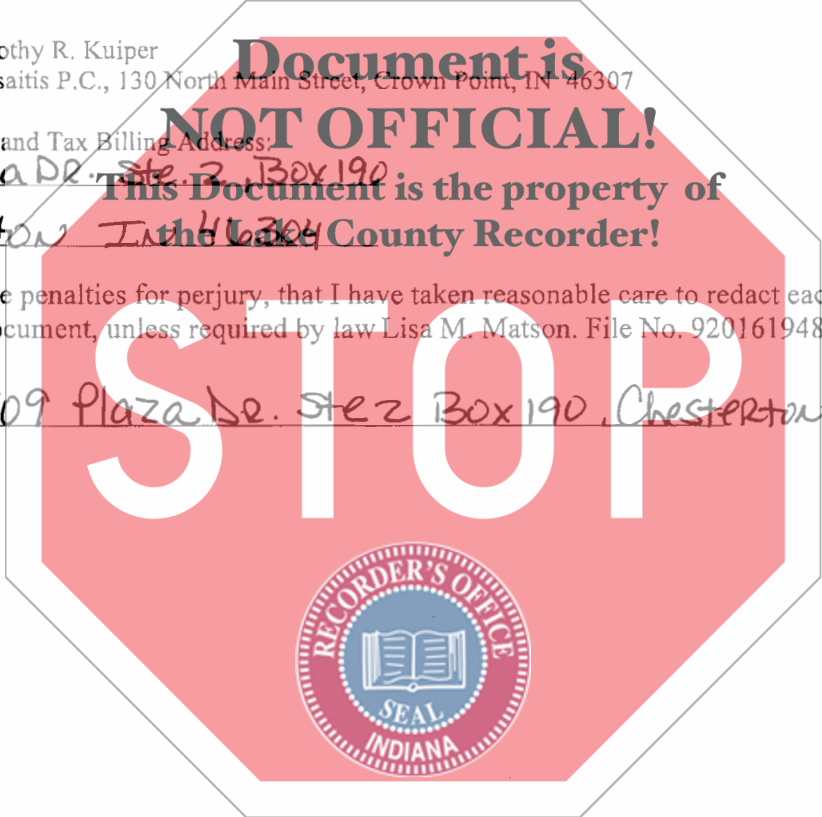 othy R. Kuiper
saitis P.C., 130 North Main Street, Crown Point, IN 46307
Document is
NOT OFFICIAL!
and Tax Billing Address:
a DR. Ste. 2, Box 190
This Document is the property of
ON IN 46304
the Lake County Recorder!
e penalties for perjury, that I have taken reasonable care to redact eac
cument, unless required by law Lisa M. Matson. File No. 920161948
STOP
09 Plaza DR. Ste 2 Box 190, Chesterton
RECORDER'S OFFICE
SEAL
INDIANA